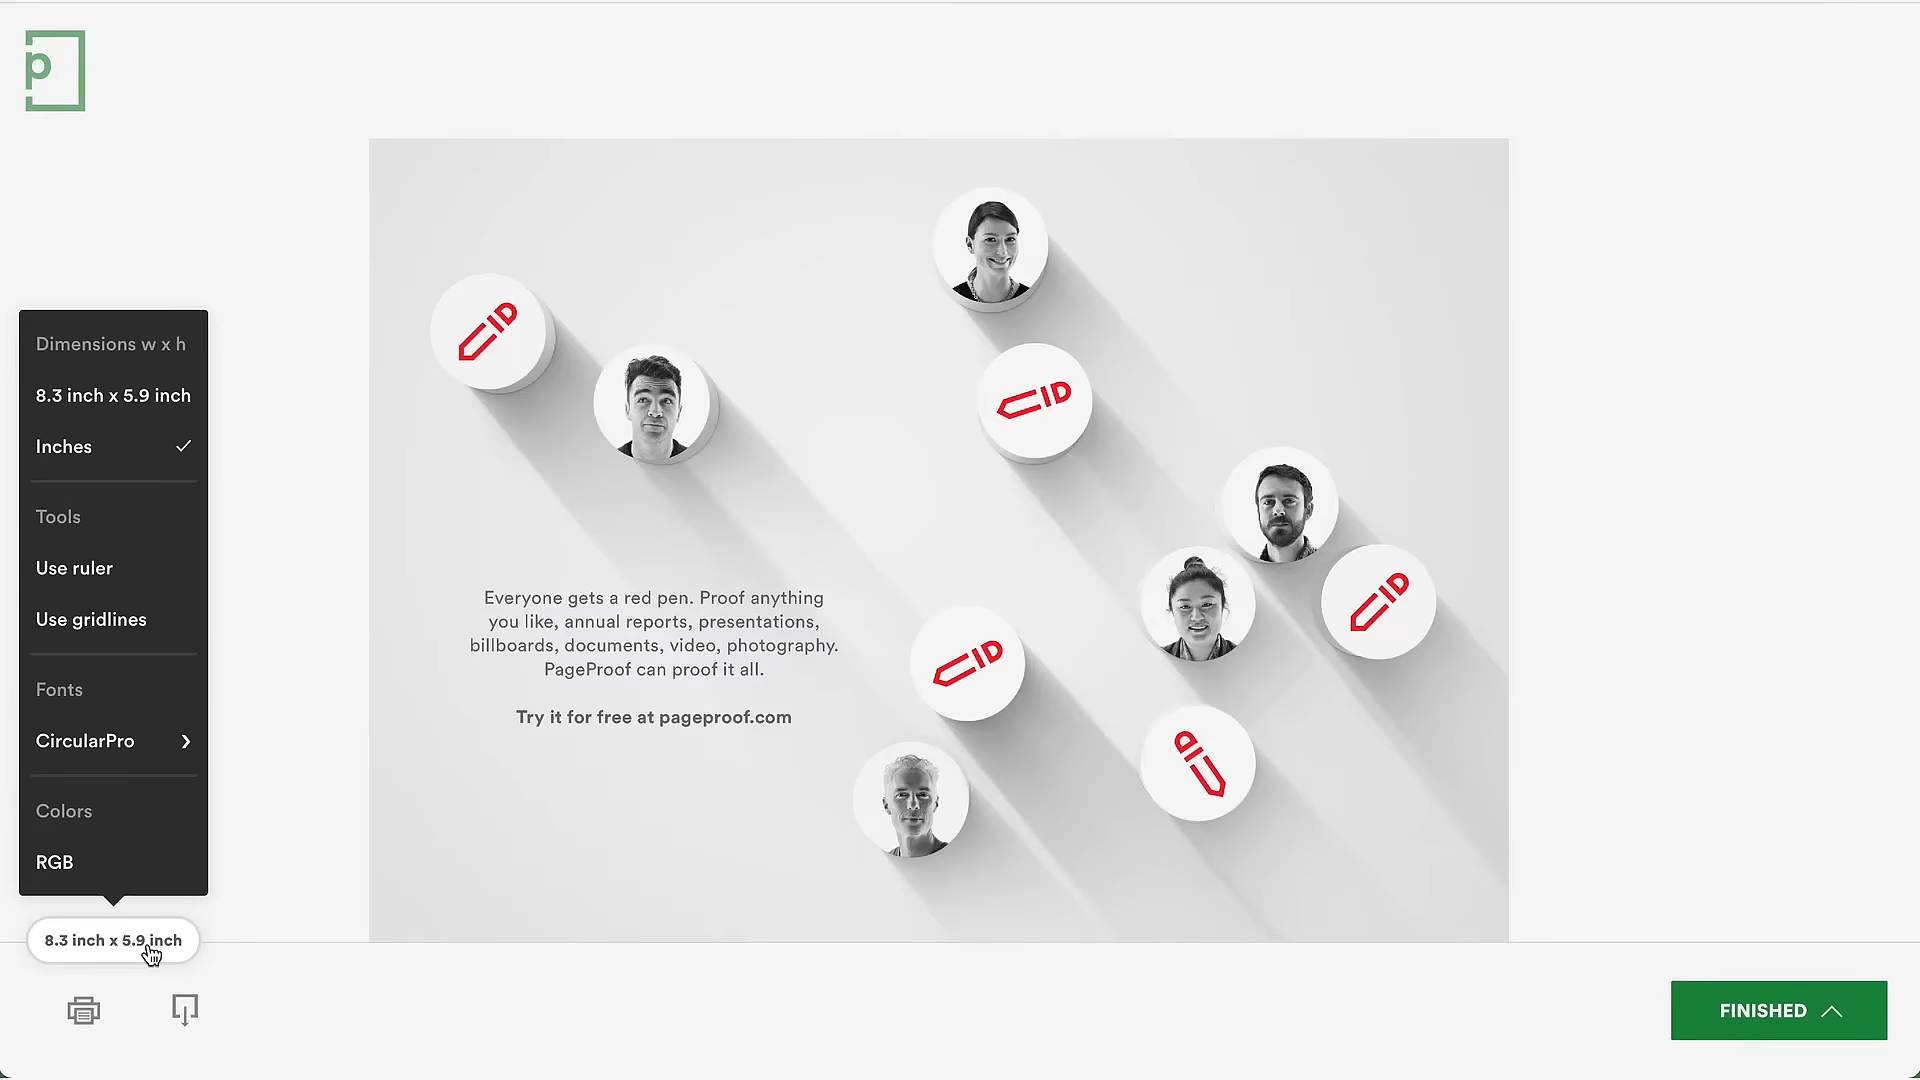 p
Dimensions w x h
8.3 inch x 5.9 inch
Inches
Tools
Use ruler
Use gridlines
Fonts
CircularPro
Colors
RGB
8.3 inch x 5.9 inch
Everyone gets a red pen. Proof anything
you like, annual reports, presentations,
billboards, documents, video, photography.
PageProof can proof it all.
Try it for free at pageproof.com
FINISHED